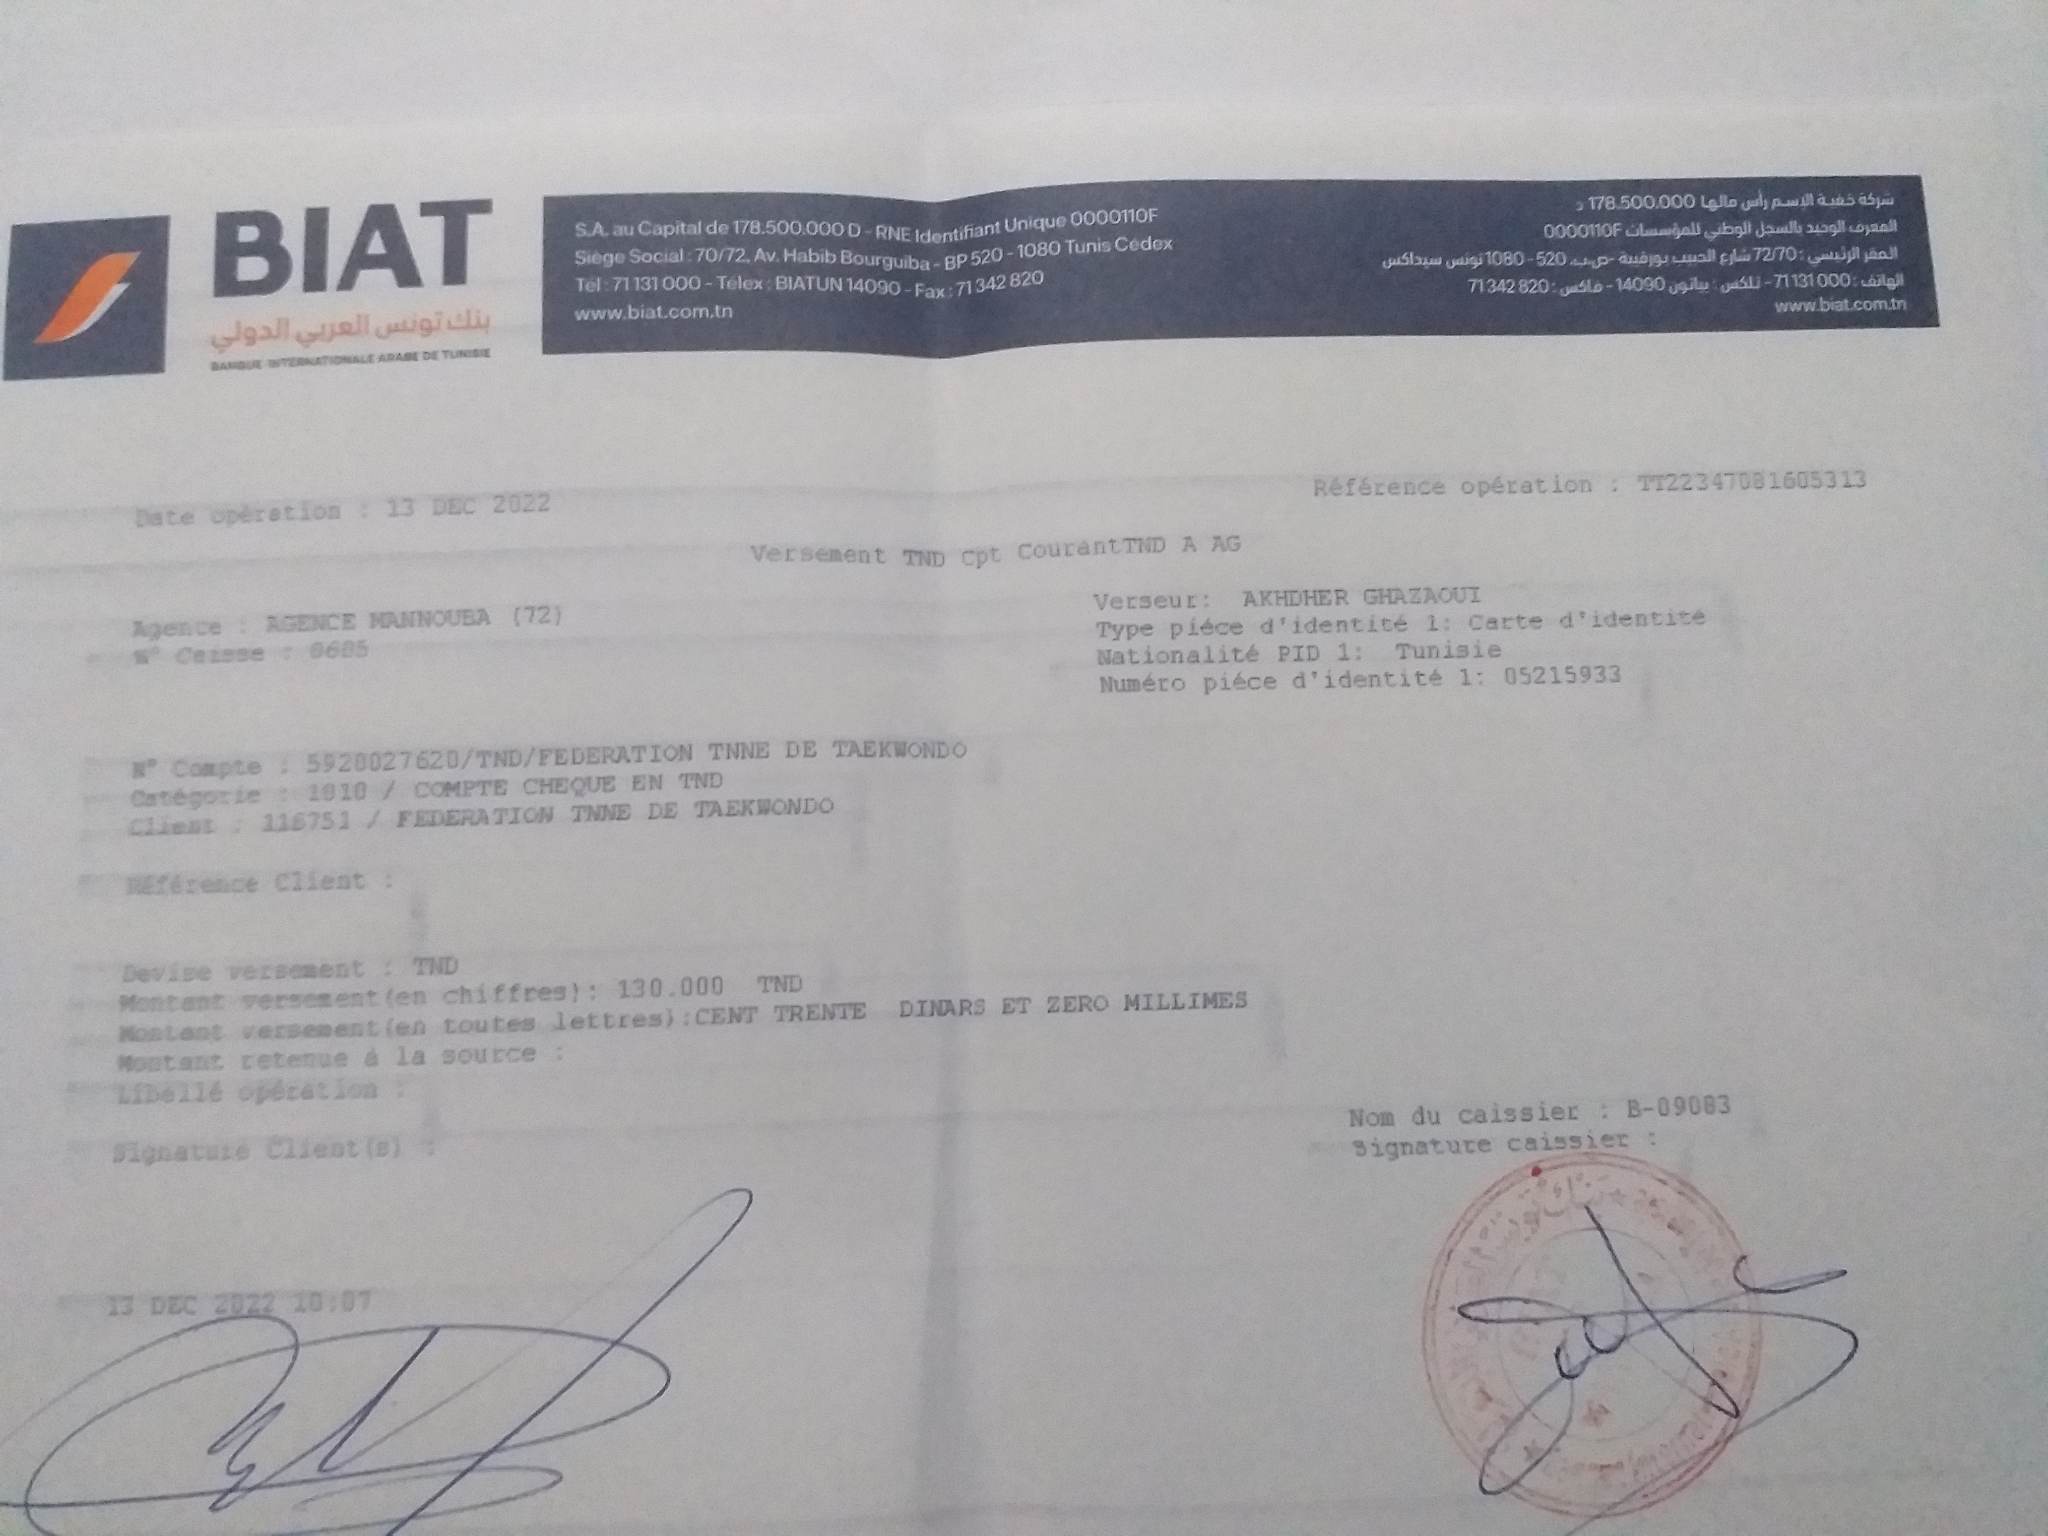 BIAT
بنك تونس العربي الدولي
BANQUE INTERNATIONALE ARABE DE TUNISIE
S.A. au Capital de 178.500.000 D - RNE Identifiant Unique 0000110F
Siège Social : 70/72, Av. Habib Bourguiba - BP 520 - 1080 Tunis Cédex
Tél : 71 131 000 - Télex : BIATUN 14090 - Fax : 71 342 820
www.biat.com.tn
شركة خفية الإسم رأس مالها 178.500.000 د
المعرف الوحيد بالسجل الوطني للمؤسسات 0000110F
المقر الرئيسي : 72/70 شارع الحبيب بورقيبة -ص.ب. 520 - 1080 تونس سيداكس
الهاتف : 71 131 000 - تلكس : بياتون 14090 - فاكس : 71 342 820
www.biat.com.tn
Date opération : 13 DEC 2022
Référence opération : TT22347081605313
Versement TND Cpt CourantTND A AG
Agence : AGENCE MANNOUBA (72)
N° Caisse : 0605
Verseur: AKHDHER GHAZAOUI
Type piéce d'identité 1: Carte d'identité
Nationalité PID 1: Tunisie
Numéro piéce d'identité 1: 05215933
N° Compte : 5920027620/TND/FEDERATION TNNE DE TAEKWONDO
Catégorie : 1010 / COMPTE CHEQUE EN TND
Client : 116751 / FEDERATION TNNE DE TAEKWONDO
Référence Client :
Devise versement : TND
Montant versement(en chiffres): 130.000 TND
Montant versement(en toutes lettres):CENT TRENTE DINARS ET ZERO MILLIMES
Montant retenue à la source :
Libéllé opération :
Nom du caissier : B-09083
Signature caissier :
Signature Client(s) :
13 DEC 2022 10:07